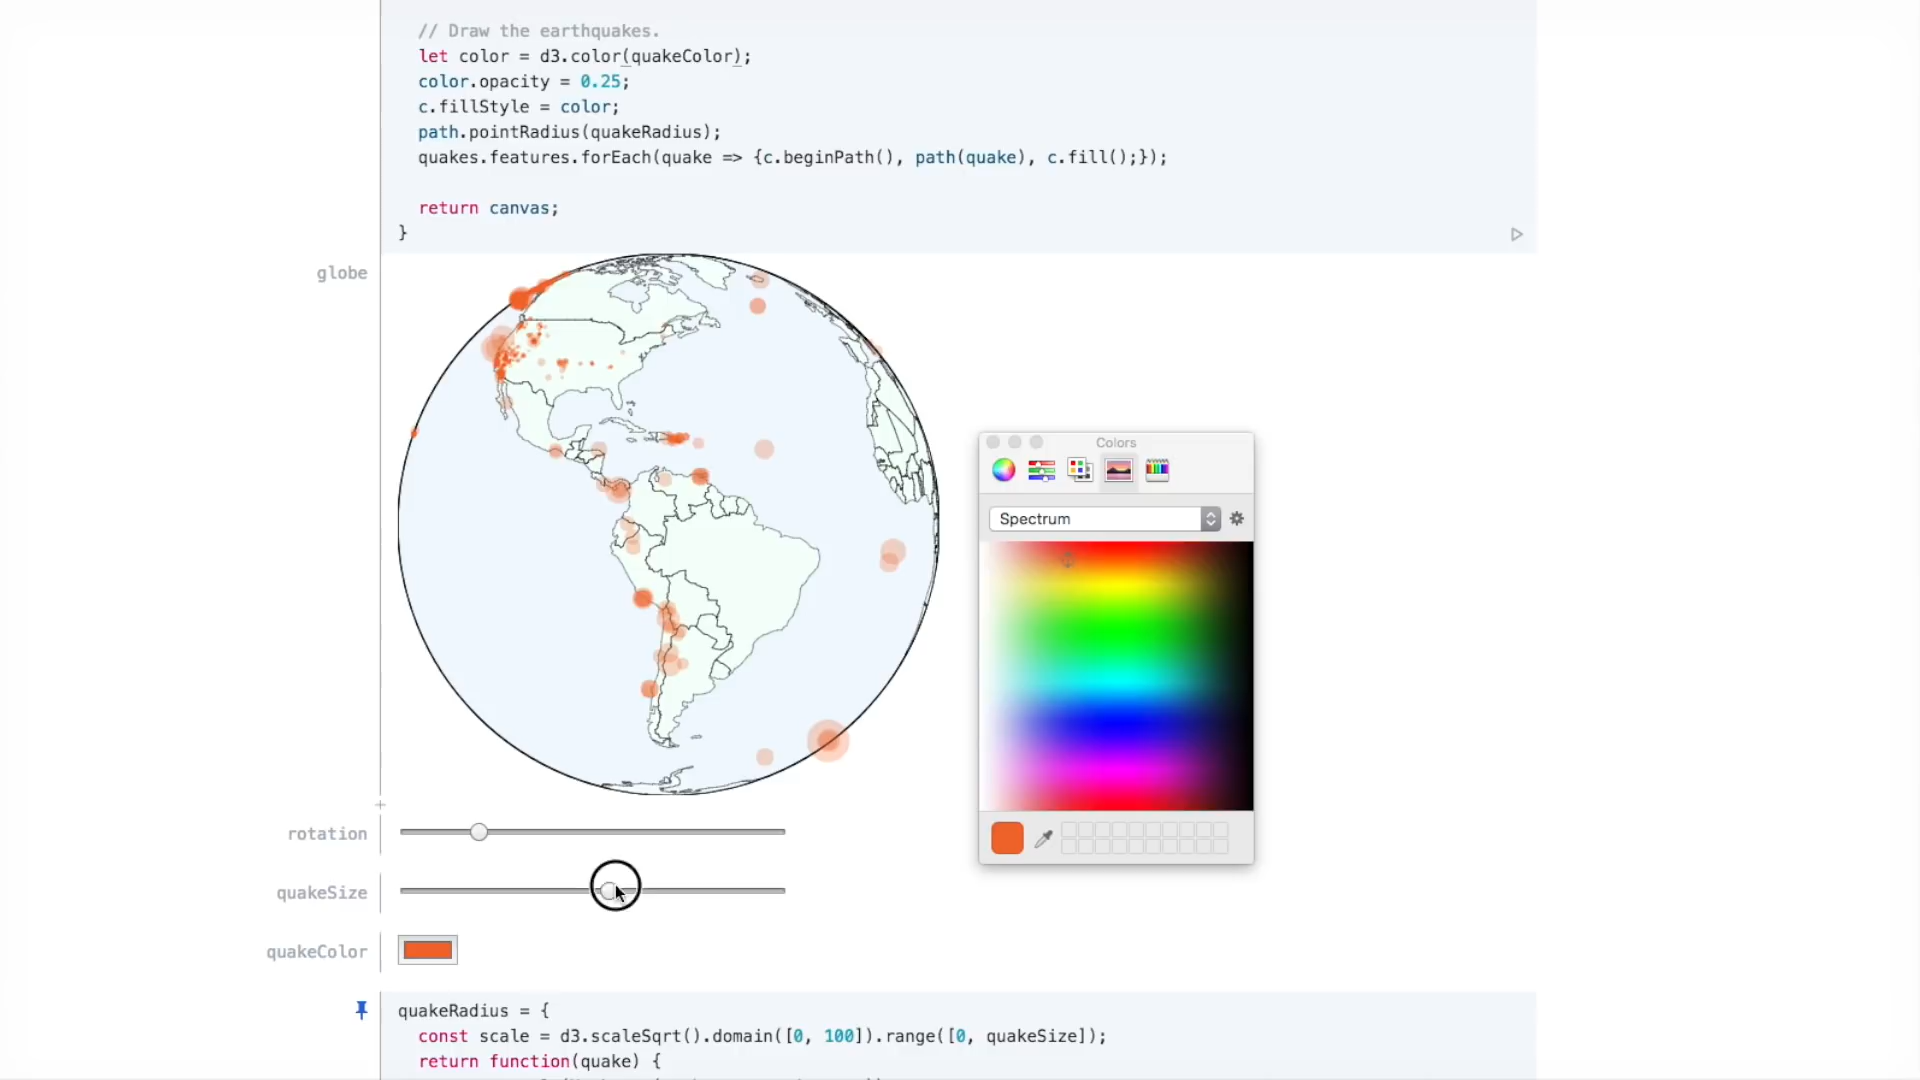 // Draw the earthquakes.
let color = d3.color(quakeColor);
color.opacity = 0.25;
c.fillStyle = color;
path.pointRadius(quakeRadius);
quakes.features.forEach(quake => {c.beginPath(), path(quake), c.fill();});
return canvas;
}
globe
Colors
Spectrum
rotation
quakeSize
quakeColor
quakeRadius = {
const scale = d3.scaleSqrt().domain([0, 100]).range([0, quakeSize]);
return function(quake) {